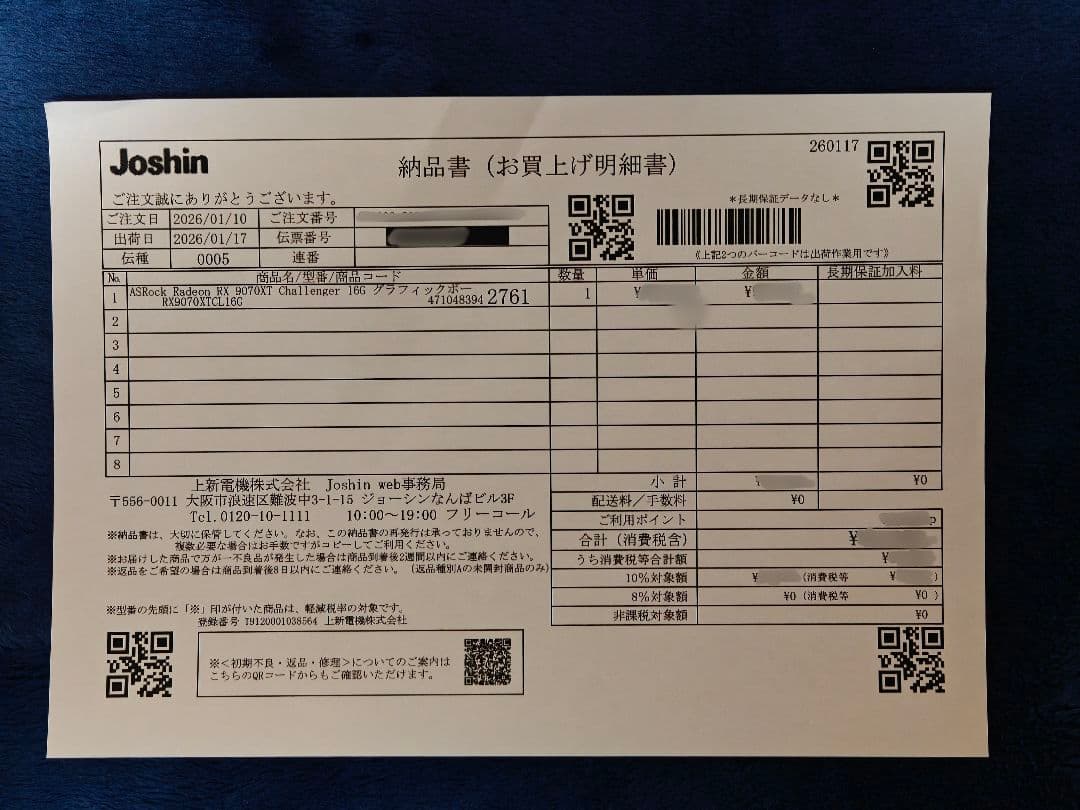 Joshin
納品書（お買上げ明細書）
260117
ご注文誠にありがとうございます。
＊長期保証データなし＊
ご注文日 2026/01/10 ご注文番号
出荷日 2026/01/17 伝票番号
伝種 0005 連番
《上記2つのバーコードは出荷作業用です》
No. 商品名/型番/商品コード 数量 単価 金額 長期保証加入料
1 ASRock Radeon RX 9070XT Challenger 16G グラフィックボー 1 ¥ ¥
RX9070XTCL16G 471048394 2761
2
3
4
5
6
7
8
上新電機株式会社 Joshin web事務局
〒556-0011 大阪市浪速区難波中3-1-15 ジョーシンなんばビル3F
Tel.0120-10-1111 10:00～19:00 フリーコール
※納品書は、大切に保管してください。なお、この納品書の再発行は承っておりませんので、
複数必要な場合はお手数ですがコピーしてご利用ください。
※お届けした商品で万が一不良品が発生した場合は商品到着後2週間以内にご連絡ください。
※返品をご希望の場合は商品到着後8日以内にご連絡ください。（返品種別Aの未開封商品のみ）
※型番の先頭に「※」印が付いた商品は、軽減税率の対象です。
登録番号 T9120001038564 上新電機株式会社
小計 ¥0
配送料/手数料 ¥0
ご利用ポイント P
合計（消費税含） ¥
うち消費税等合計額 ¥
10％対象額 ¥ （消費税等 ¥ ）
8％対象額 ¥0（消費税等 ¥0）
非課税対象額 ¥0
※＜初期不良・返品・修理＞についてのご案内は
こちらのQRコードからもご確認いただけます。